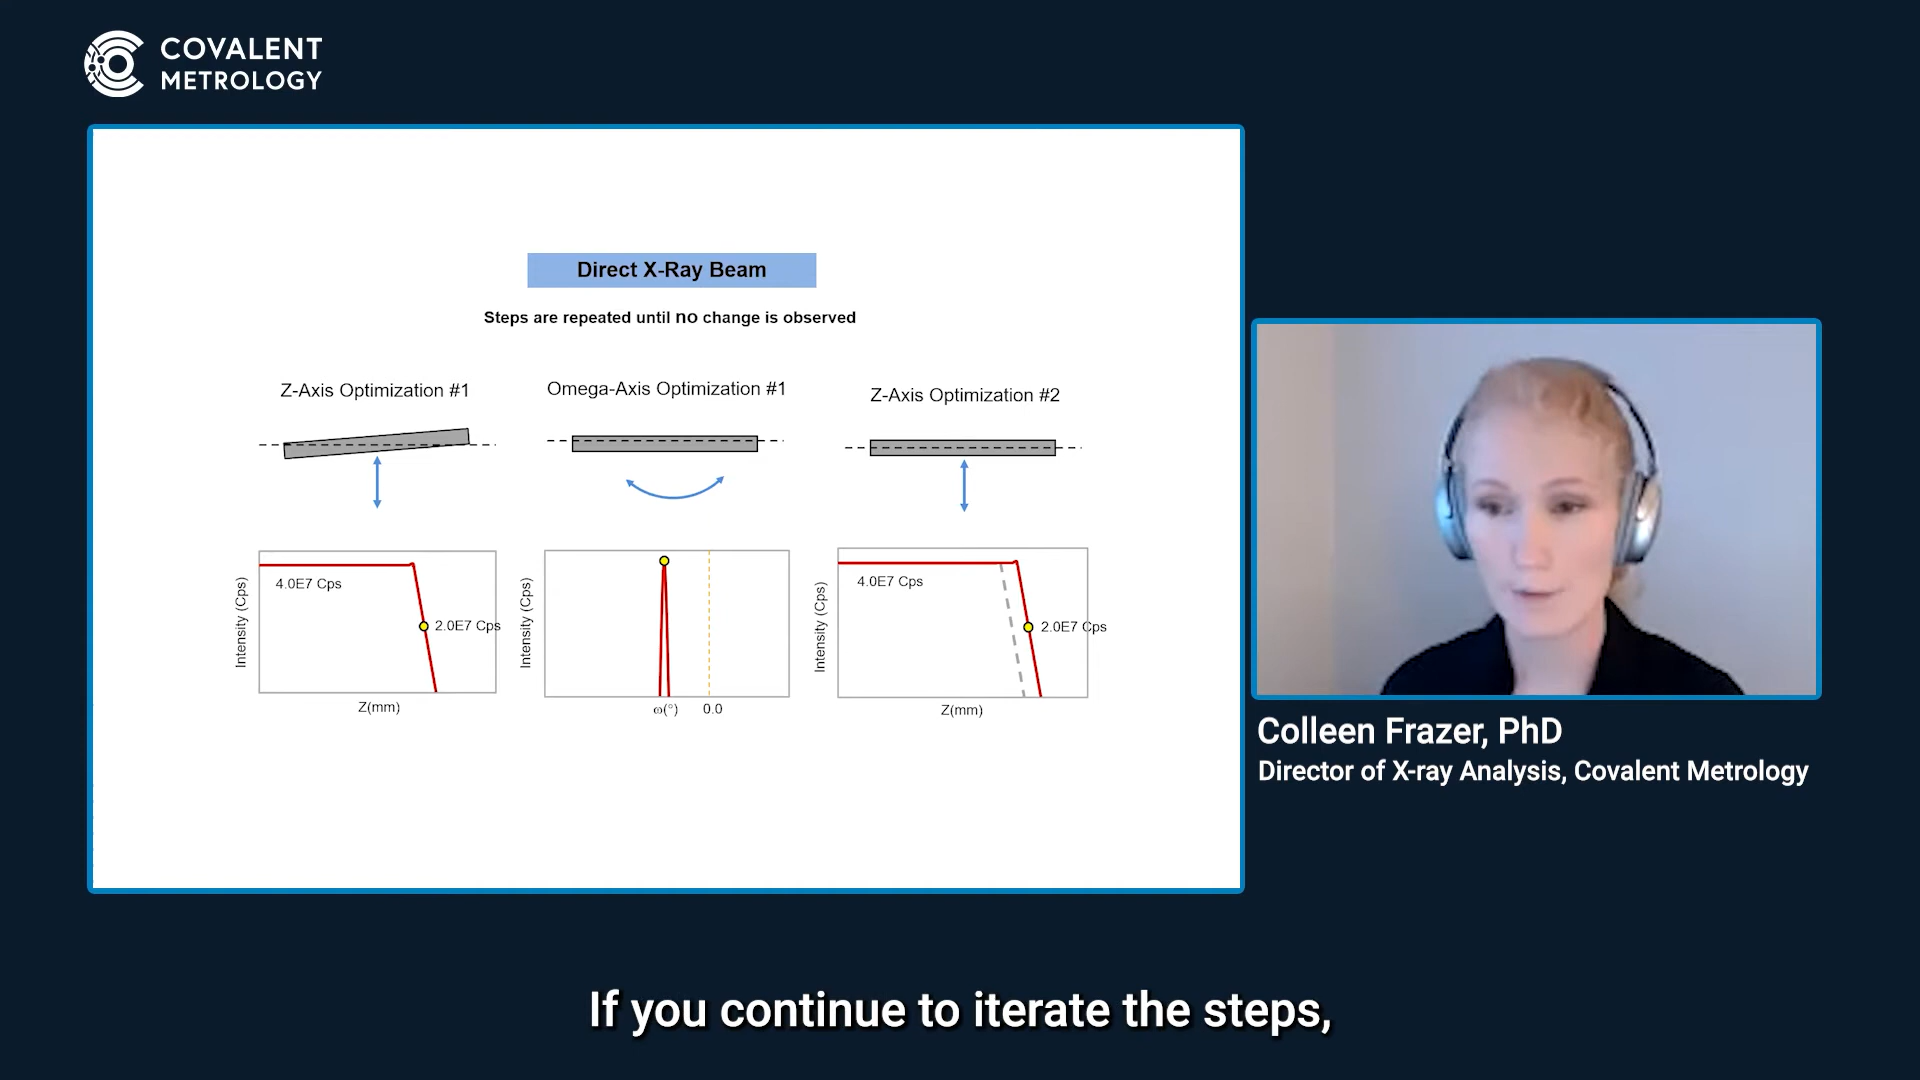 COVALENT
METROLOGY
Direct X-Ray Beam
Steps are repeated until no change is observed
Z-Axis Optimization #1
Omega-Axis Optimization #1
Z-Axis Optimization #2
Intensity (Cps)
4.0E7 Cps
2.0E7 Cps
Z(mm)
Intensity (Cps)
ω(°)
0.0
Intensity (Cps)
4.0E7 Cps
2.0E7 Cps
Z(mm)
Colleen Frazer, PhD
Director of X-ray Analysis, Covalent Metrology
If you continue to iterate the steps,